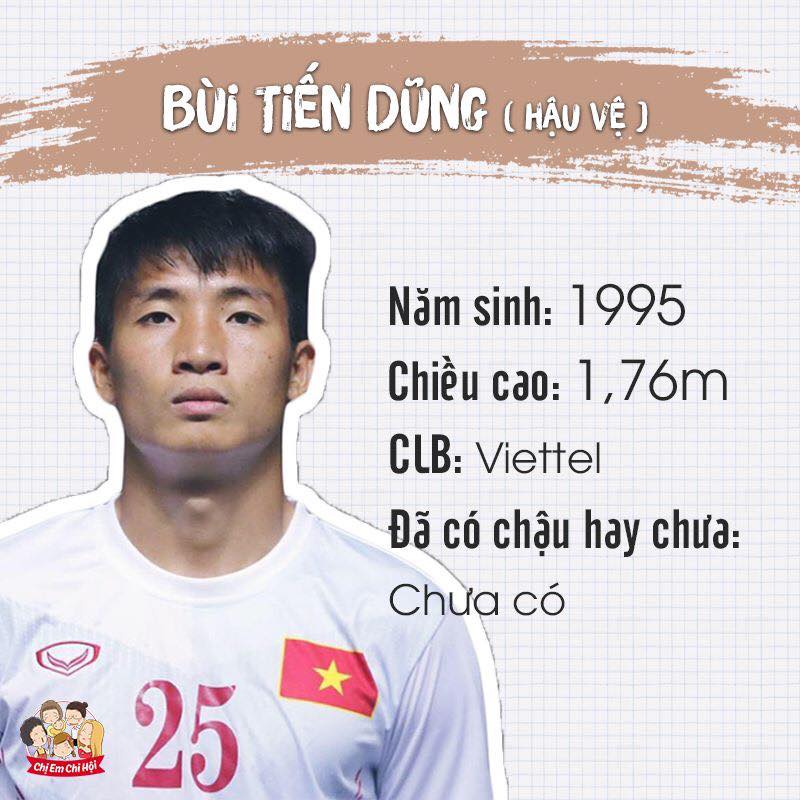 BÙI TIẾN DŨNG ( HẬU VỆ )
Năm sinh: 1995
Chiều cao: 1,76m
CLB: Viettel
Đã có chậu hay chưa:
Chưa có
25
Chị Em Chi Hội